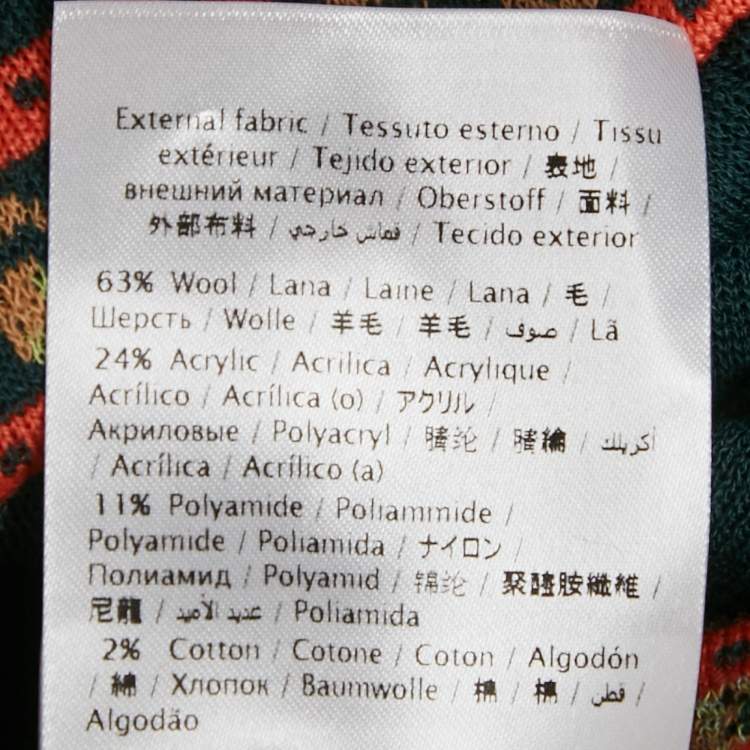 External fabric / Tessuto esterno / Tissu
extérieur / Tejido exterior / 表地 /
внешний материал / Oberstoff / 面料 /
外部布料 / قماش خارجي / Tecido exterior
63% Wool / Lana / Laine / Lana / 毛 /
Шерсть / Wolle / 羊毛 / 羊毛 / صوف / Lã
24% Acrylic / Acrilica / Acrylique /
Acrílico / Acrílica (o) / アクリル /
Акриловые / Polyacryl / 腈纶 / 腈綸 / أكريلك
/ Acrílica / Acrílico (a)
11% Polyamide / Poliammide /
Polyamide / Poliamida / ナイロン /
Полиамид / Polyamid / 锦纶 / 聚醯胺纖維 /
尼龍 / عديد الأميد / Poliamida
2% Cotton / Cotone / Coton / Algodón
/ 綿 / Хлопок / Baumwolle / 棉 / 棉 / قطن /
Algodão